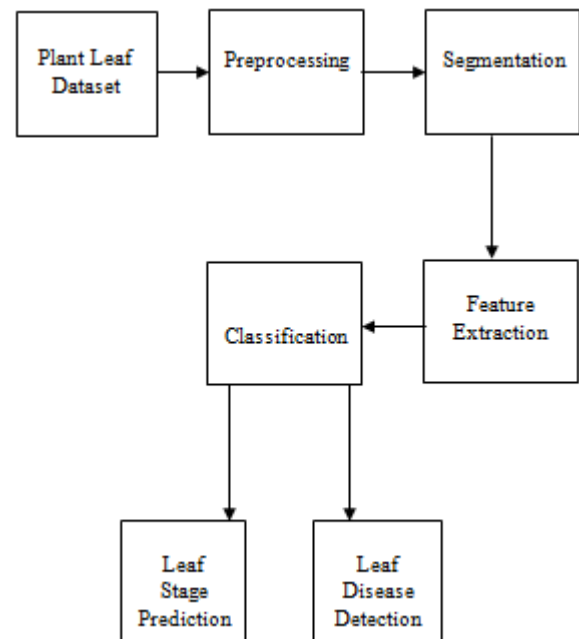 Plant Leaf
Dataset
Preprocessing
Segmentation
Feature
Extraction
Classification
Leaf
Stage
Prediction
Leaf
Disease
Detection